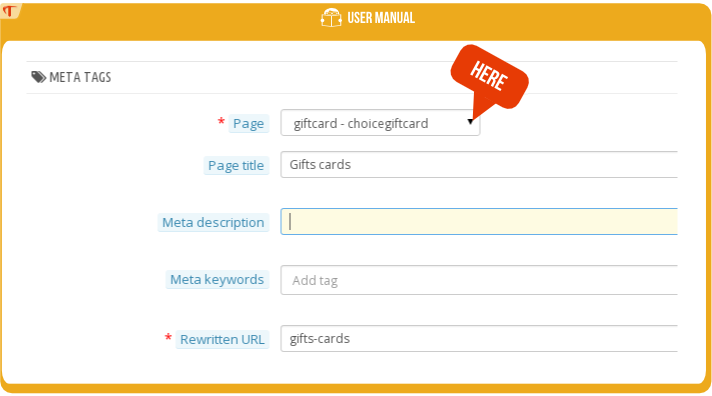 USER MANUAL
META TAGS
HERE
* Page
giftcard - choicegiftcard
Page title
Gifts cards
Meta description
Meta keywords
Add tag
* Rewritten URL
gifts-cards